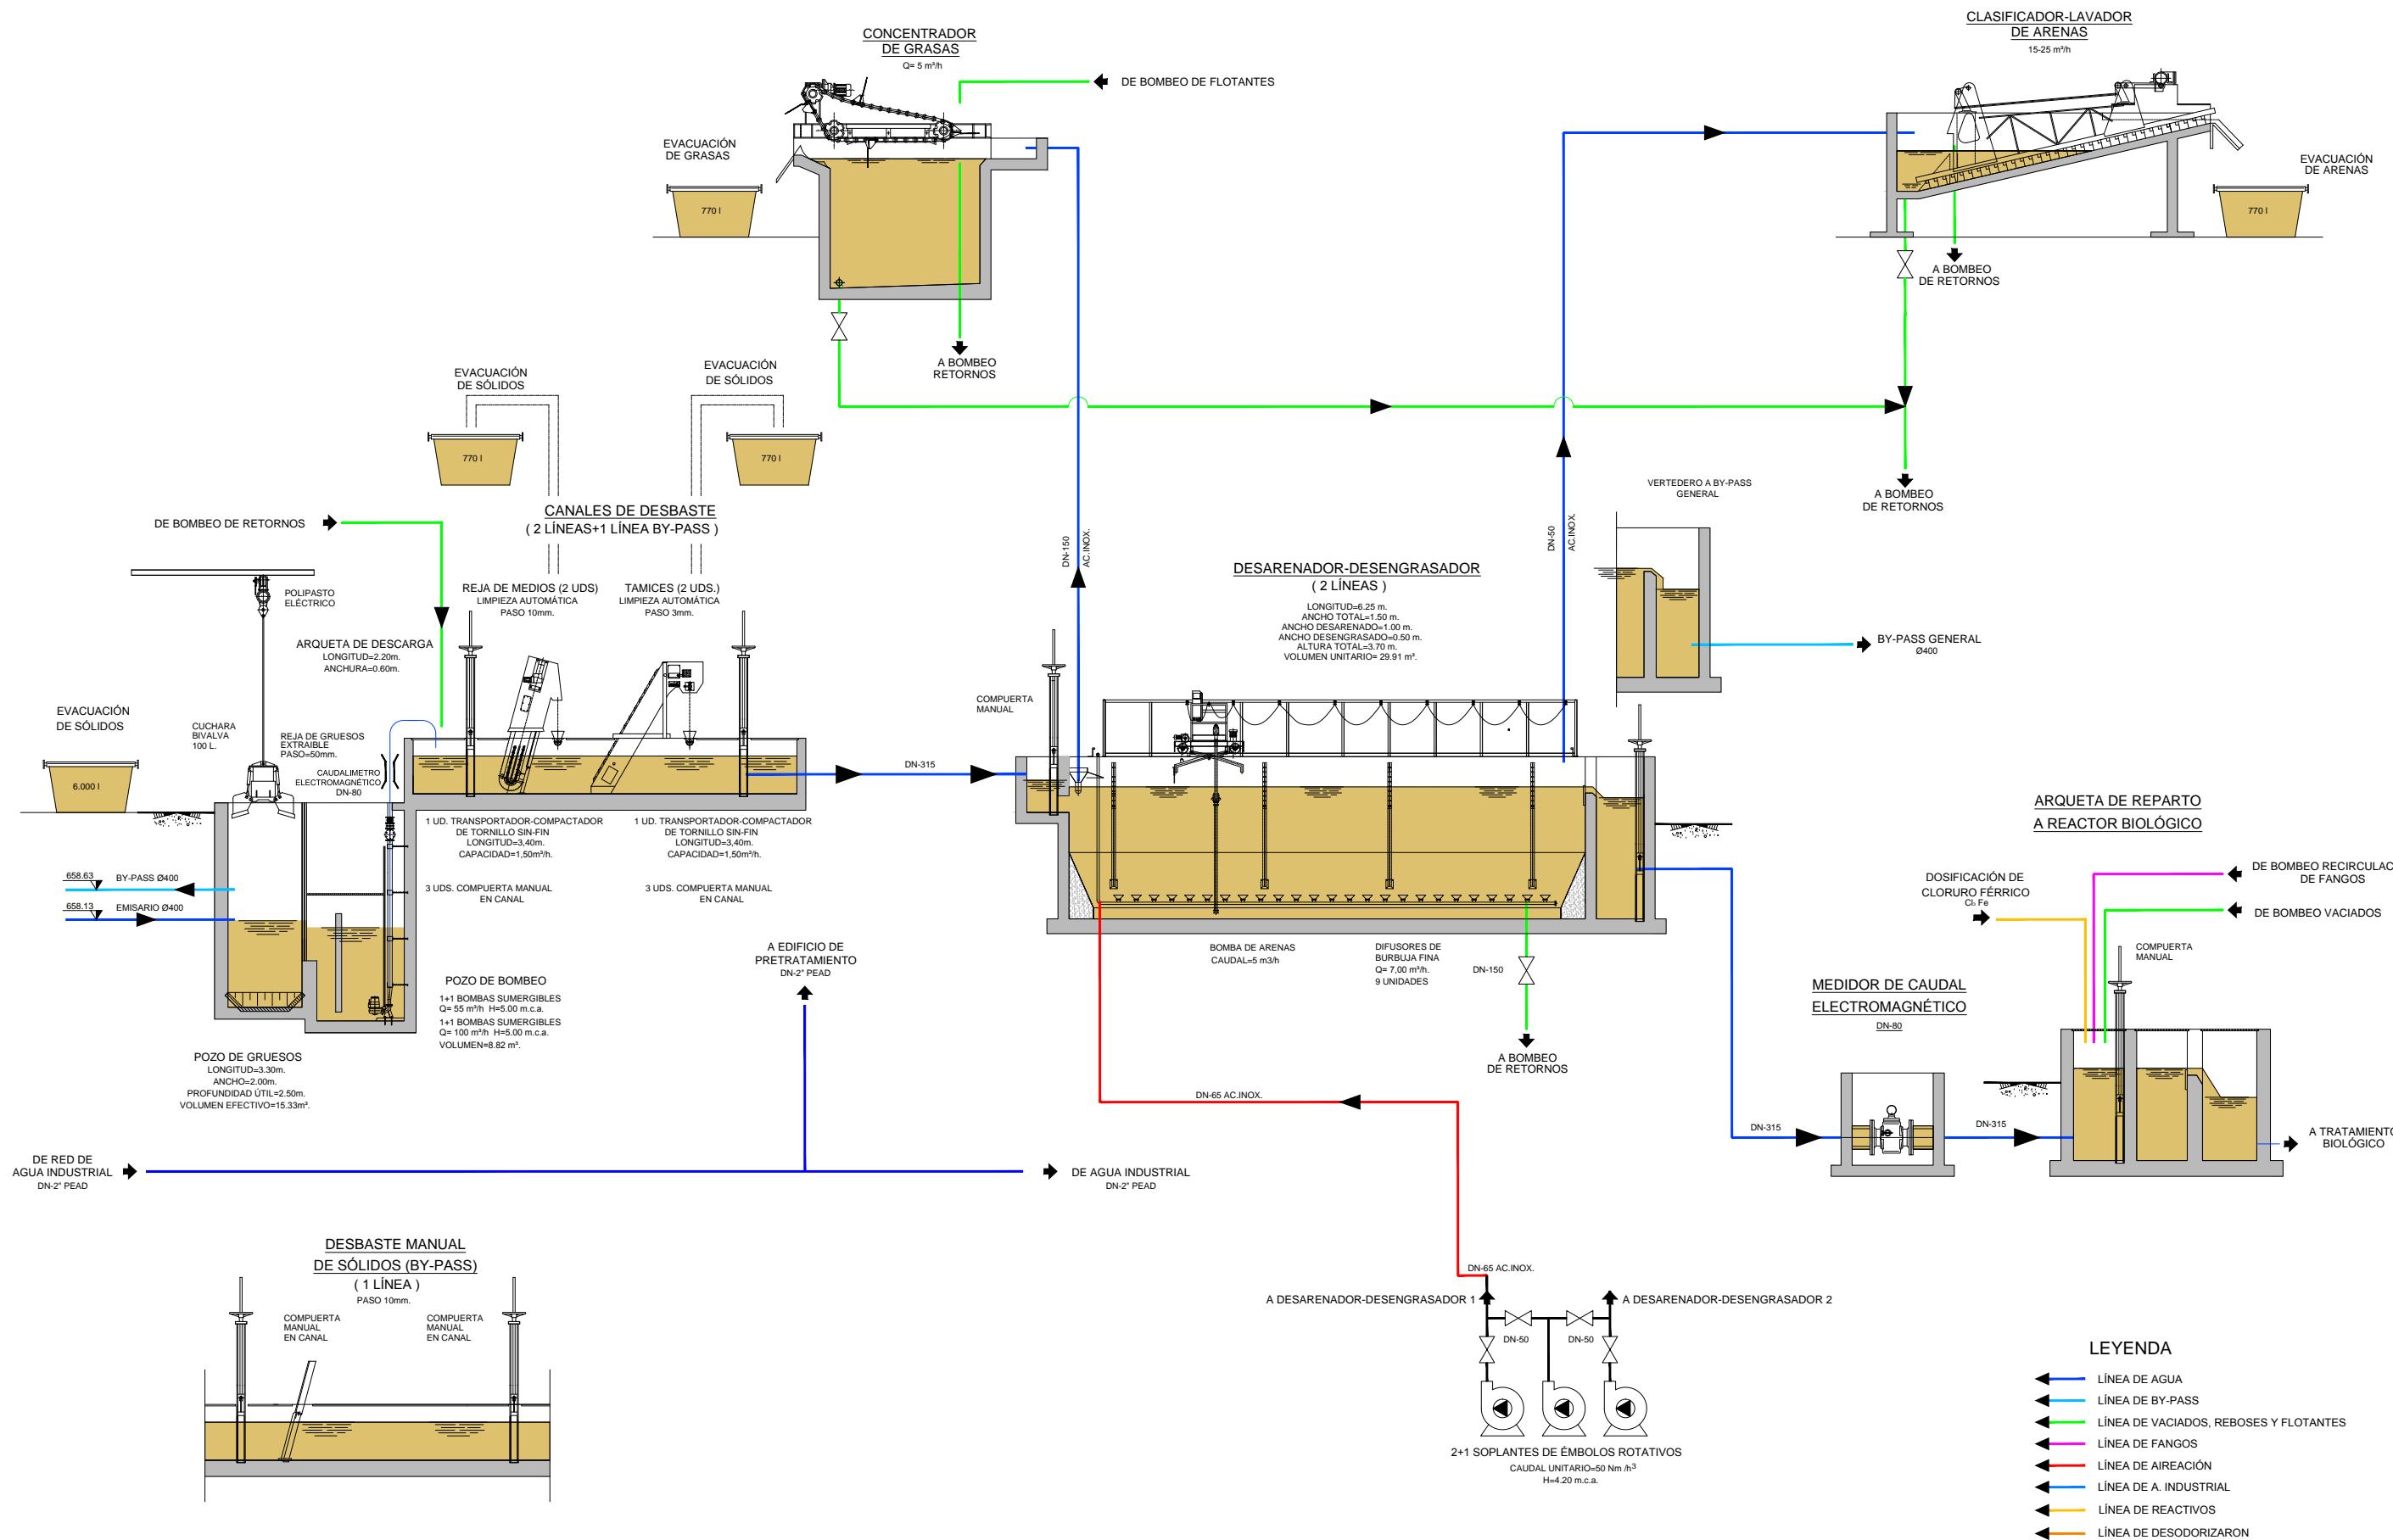 CONCENTRADOR
DE GRASAS
Q= 5 m³/h
DE BOMBEO DE FLOTANTES
EVACUACIÓN
DE GRASAS
770 l
A BOMBEO
RETORNOS
CLASIFICADOR-LAVADOR
DE ARENAS
15-25 m³/h
EVACUACIÓN
DE ARENAS
770 l
A BOMBEO
DE RETORNOS
A BOMBEO
DE RETORNOS
EVACUACIÓN
DE SÓLIDOS
770 l
EVACUACIÓN
DE SÓLIDOS
770 l
CANALES DE DESBASTE
( 2 LÍNEAS+1 LÍNEA BY-PASS )
DE BOMBEO DE RETORNOS
POLIPASTO
ELÉCTRICO
REJA DE MEDIOS (2 UDS)
LIMPIEZA AUTOMÁTICA
PASO 10mm.
TAMICES (2 UDS.)
LIMPIEZA AUTOMÁTICA
PASO 3mm.
ARQUETA DE DESCARGA
LONGITUD=2.20m.
ANCHURA=0.60m.
EVACUACIÓN
DE SÓLIDOS
6.000 l
CUCHARA
BIVALVA
100 L.
REJA DE GRUESOS
EXTRAIBLE
PASO=50mm.
CAUDALIMETRO
ELECTROMAGNÉTICO
DN-80
1 UD. TRANSPORTADOR-COMPACTADOR
DE TORNILLO SIN-FIN
LONGITUD=3,40m.
CAPACIDAD=1,50m³/h.
3 UDS. COMPUERTA MANUAL
EN CANAL
1 UD. TRANSPORTADOR-COMPACTADOR
DE TORNILLO SIN-FIN
LONGITUD=3,40m.
CAPACIDAD=1,50m³/h.
3 UDS. COMPUERTA MANUAL
EN CANAL
658.63
BY-PASS Ø400
658.13
EMISARIO Ø400
POZO DE BOMBEO
1+1 BOMBAS SUMERGIBLES
Q= 55 m³/h H=5.00 m.c.a.
1+1 BOMBAS SUMERGIBLES
Q= 100 m³/h H=5.00 m.c.a.
VOLUMEN=8.82 m³.
POZO DE GRUESOS
LONGITUD=3.30m.
ANCHO=2.00m.
PROFUNDIDAD ÚTIL=2.50m.
VOLUMEN EFECTIVO=15.33m³.
A EDIFICIO DE
PRETRATAMIENTO
DN-2" PEAD
DE RED DE
AGUA INDUSTRIAL
DN-2" PEAD
DE AGUA INDUSTRIAL
DN-2" PEAD
DN-315
DN-150
AC.INOX.
DN-50
AC.INOX.
DESARENADOR-DESENGRASADOR
( 2 LÍNEAS )
LONGITUD=6.25 m.
ANCHO TOTAL=1.50 m.
ANCHO DESARENADO=1.00 m.
ANCHO DESENGRASADO=0.50 m.
ALTURA TOTAL=3.70 m.
VOLUMEN UNITARIO= 29.91 m³.
COMPUERTA
MANUAL
VERTEDERO A BY-PASS
GENERAL
BY-PASS GENERAL
Ø400
BOMBA DE ARENAS
CAUDAL=5 m3/h
DIFUSORES DE
BURBUJA FINA
Q= 7,00 m³/h.
9 UNIDADES
DN-150
A BOMBEO
DE RETORNOS
DN-65 AC.INOX.
DN-65 AC.INOX.
A DESARENADOR-DESENGRASADOR 1
A DESARENADOR-DESENGRASADOR 2
DN-50
DN-50
2+1 SOPLANTES DE ÉMBOLOS ROTATIVOS
CAUDAL UNITARIO=50 Nm /h3
H=4.20 m.c.a.
ARQUETA DE REPARTO
A REACTOR BIOLÓGICO
DE BOMBEO RECIRCULAC
DE FANGOS
DOSIFICACIÓN DE
CLORURO FÉRRICO
Cl₃ Fe
DE BOMBEO VACIADOS
COMPUERTA
MANUAL
MEDIDOR DE CAUDAL
ELECTROMAGNÉTICO
DN-80
DN-315
DN-315
A TRATAMIENTO
BIOLÓGICO
DESBASTE MANUAL
DE SÓLIDOS (BY-PASS)
( 1 LÍNEA )
PASO 10mm.
COMPUERTA
MANUAL
EN CANAL
COMPUERTA
MANUAL
EN CANAL
LEYENDA
LÍNEA DE AGUA
LÍNEA DE BY-PASS
LÍNEA DE VACIADOS, REBOSES Y FLOTANTES
LÍNEA DE FANGOS
LÍNEA DE AIREACIÓN
LÍNEA DE A. INDUSTRIAL
LÍNEA DE REACTIVOS
LÍNEA DE DESODORIZARON